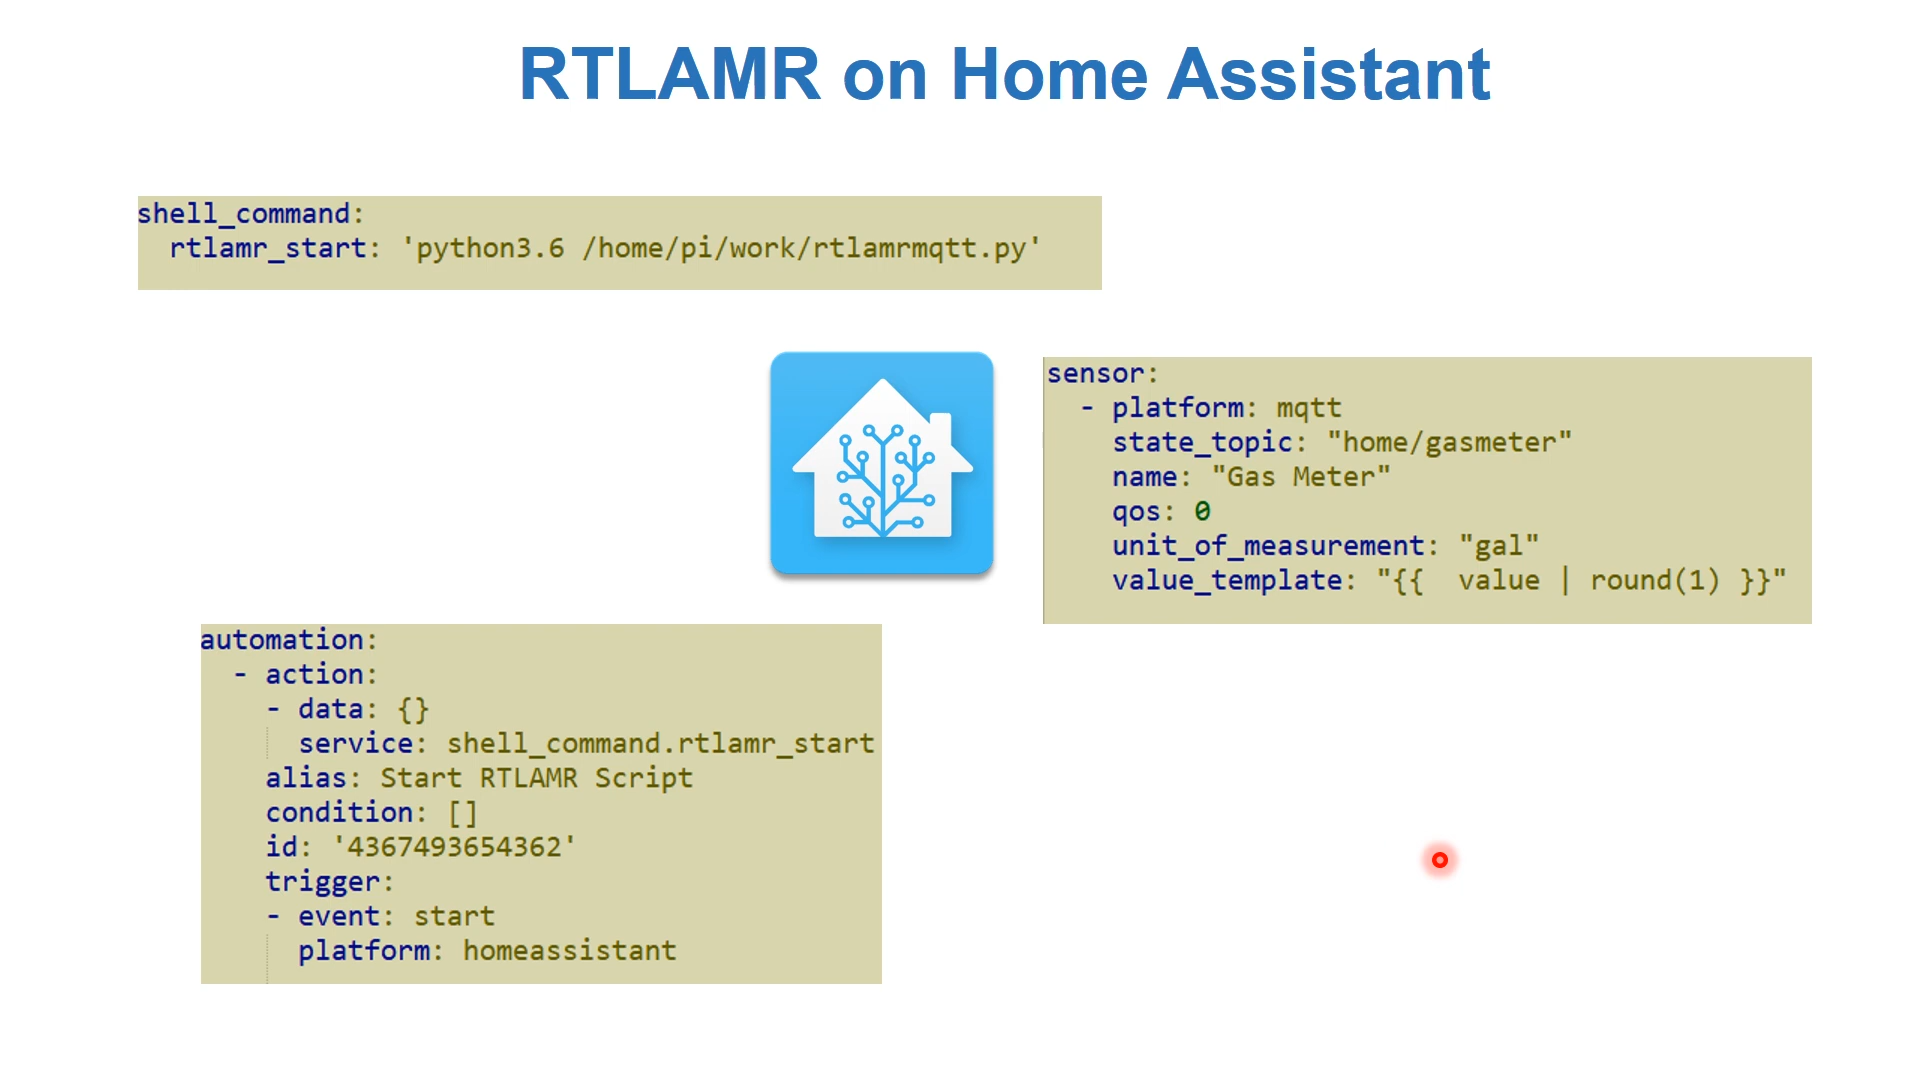 RTLAMR on Home Assistant
shell_command:
  rtlamr_start: 'python3.6 /home/pi/work/rtlamrmqtt.py'
sensor:
  - platform: mqtt
    state_topic: "home/gasmeter"
    name: "Gas Meter"
    qos: 0
    unit_of_measurement: "gal"
    value_template: "{{  value | round(1) }}"
automation:
  - action:
    - data: {}
      service: shell_command.rtlamr_start
    alias: Start RTLAMR Script
    condition: []
    id: '4367493654362'
    trigger:
    - event: start
      platform: homeassistant